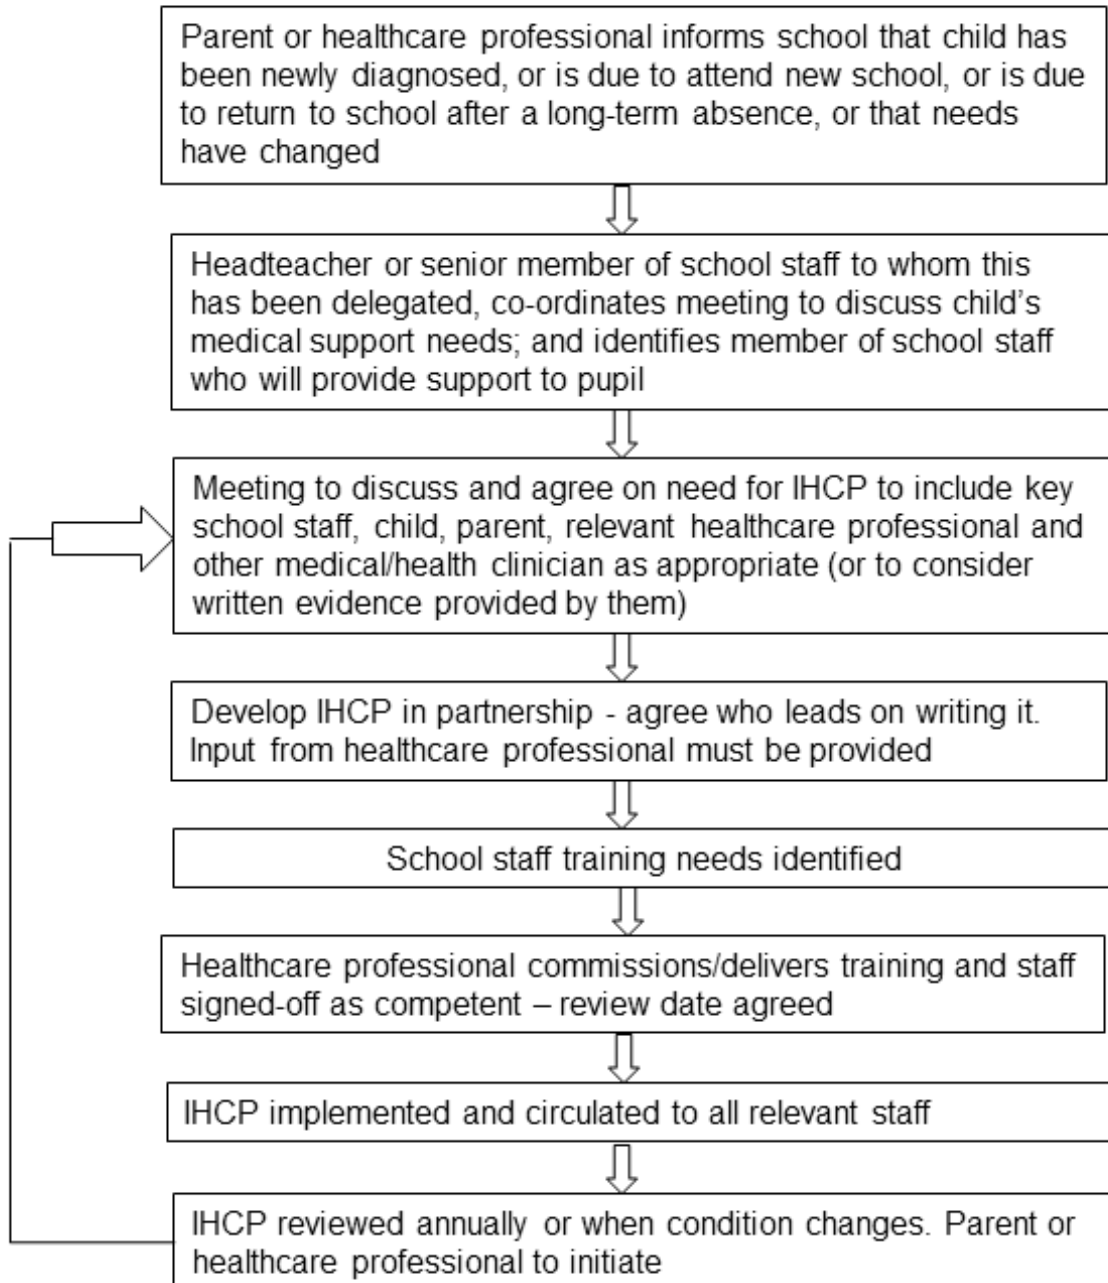 Parent or healthcare professional informs school that child has
been newly diagnosed, or is due to attend new school, or is due
to return to school after a long-term absence, or that needs
have changed
Headteacher or senior member of school staff to whom this
has been delegated, co-ordinates meeting to discuss child’s
medical support needs; and identifies member of school staff
who will provide support to pupil
Meeting to discuss and agree on need for IHCP to include key
school staff, child, parent, relevant healthcare professional and
other medical/health clinician as appropriate (or to consider
written evidence provided by them)
Develop IHCP in partnership - agree who leads on writing it.
Input from healthcare professional must be provided
School staff training needs identified
Healthcare professional commissions/delivers training and staff
signed-off as competent – review date agreed
IHCP implemented and circulated to all relevant staff
IHCP reviewed annually or when condition changes. Parent or
healthcare professional to initiate